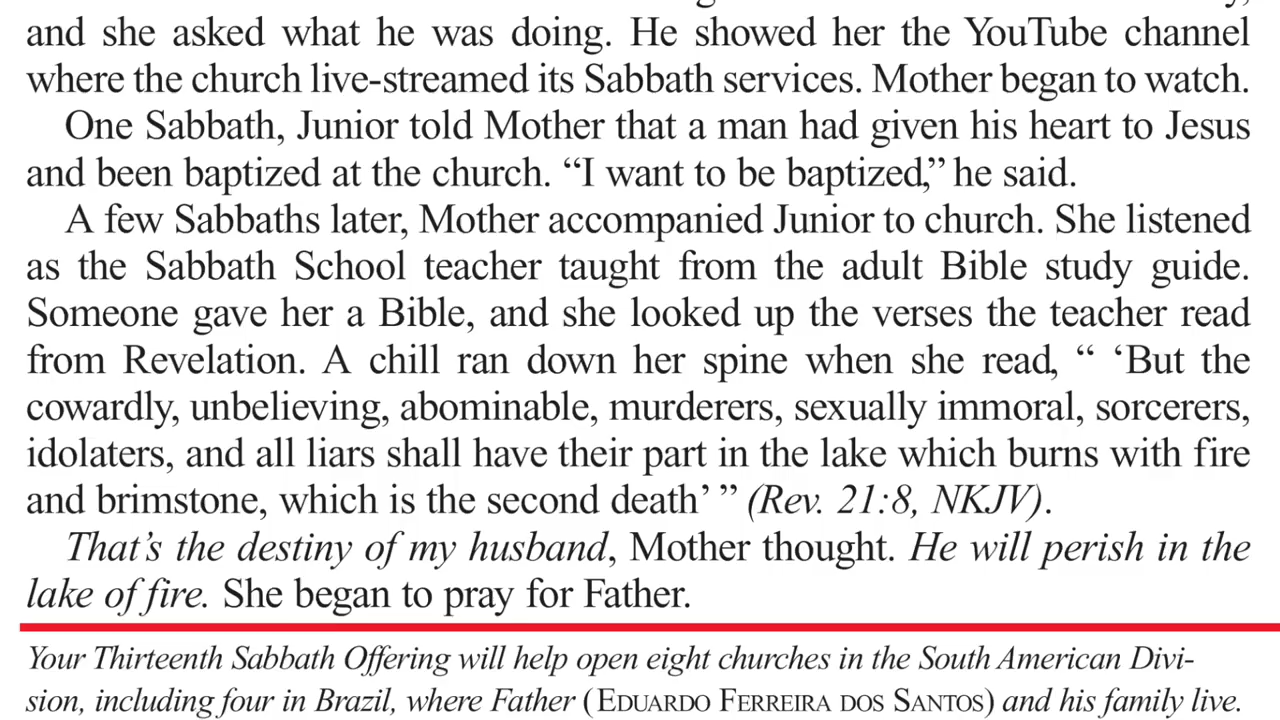 and she asked what he was doing. He showed her the YouTube channel
where the church live-streamed its Sabbath services. Mother began to watch.
One Sabbath, Junior told Mother that a man had given his heart to Jesus
and been baptized at the church. “I want to be baptized,” he said.
A few Sabbaths later, Mother accompanied Junior to church. She listened
as the Sabbath School teacher taught from the adult Bible study guide.
Someone gave her a Bible, and she looked up the verses the teacher read
from Revelation. A chill ran down her spine when she read, “ ‘But the
cowardly, unbelieving, abominable, murderers, sexually immoral, sorcerers,
idolaters, and all liars shall have their part in the lake which burns with fire
and brimstone, which is the second death’ ” (Rev. 21:8, NKJV).
That’s the destiny of my husband, Mother thought. He will perish in the
lake of fire. She began to pray for Father.
Your Thirteenth Sabbath Offering will help open eight churches in the South American Divi-
sion, including four in Brazil, where Father (EDUARDO FERREIRA DOS SANTOS) and his family live.